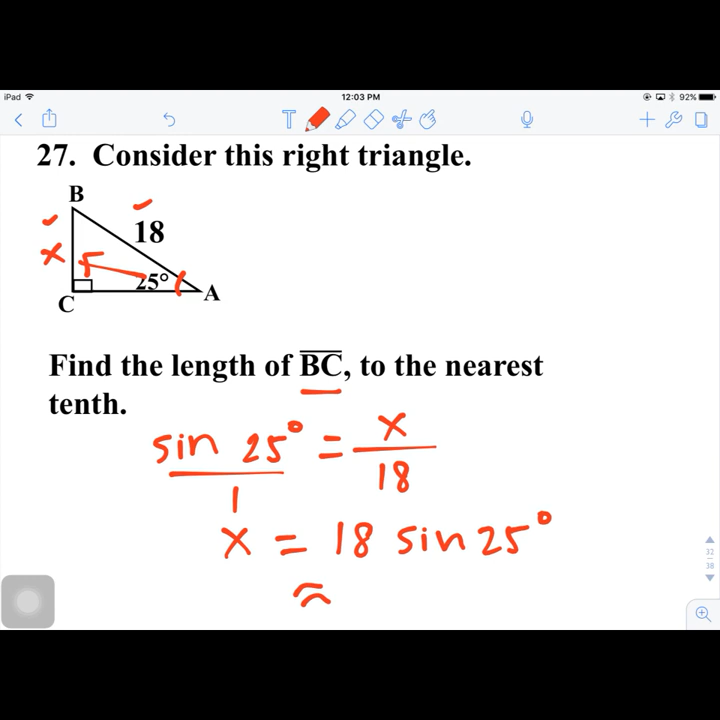 iPad 12:03 PM 92%
T
27. Consider this right triangle.
B
18
x
25°
C
A
Find the length of BC, to the nearest
tenth.
sin 25° = x
1 18
x = 18 sin 25°
≈
32
38